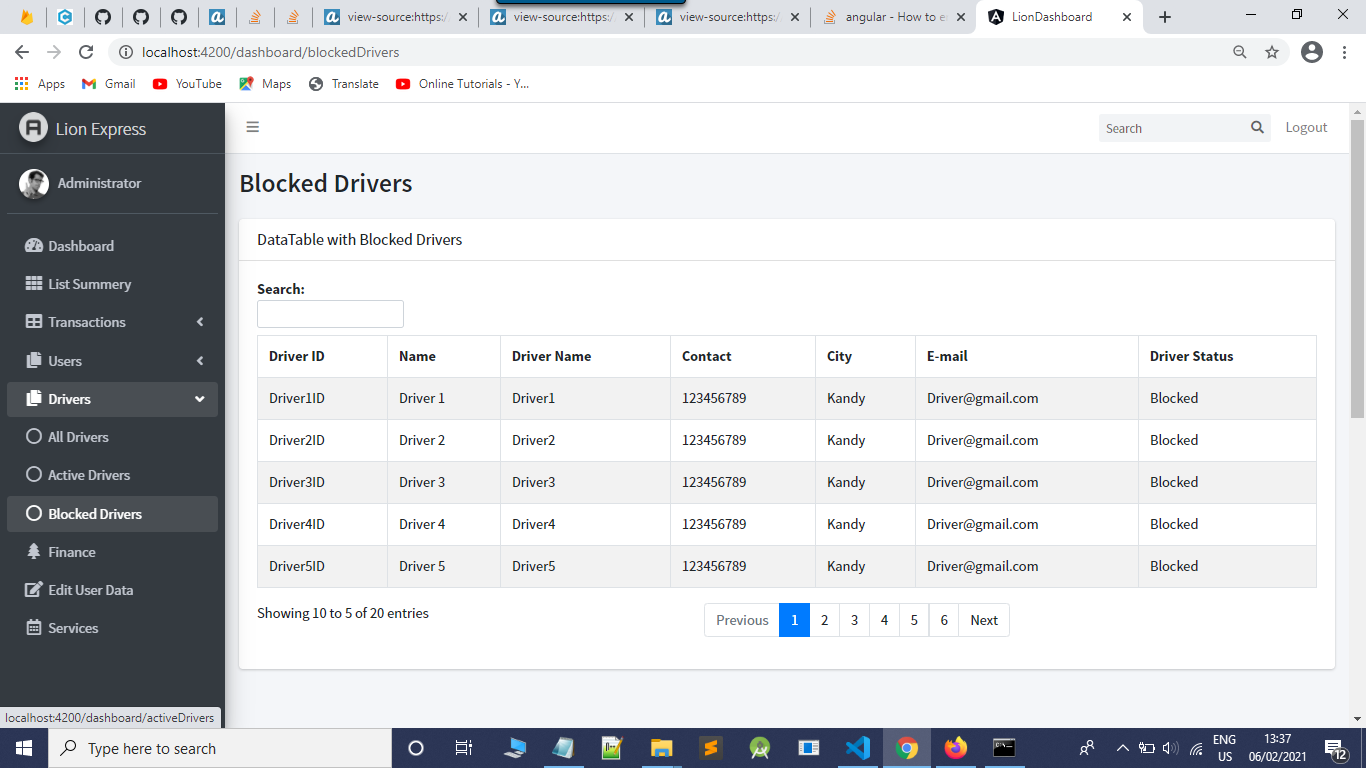 view-source:https:/
view-source:https:/
view-source:https:/
angular - How to e
LionDashboard
localhost:4200/dashboard/blockedDrivers
Apps
Gmail
YouTube
Maps
Translate
Online Tutorials - Y...
Lion Express
Search
Logout
Administrator
Dashboard
List Summery
Transactions
Users
Drivers
All Drivers
Active Drivers
Blocked Drivers
Finance
Edit User Data
Services
Blocked Drivers
DataTable with Blocked Drivers
Search:
Driver ID Name Driver Name Contact City E-mail Driver Status
Driver1ID Driver 1 Driver1 123456789 Kandy Driver@gmail.com Blocked
Driver2ID Driver 2 Driver2 123456789 Kandy Driver@gmail.com Blocked
Driver3ID Driver 3 Driver3 123456789 Kandy Driver@gmail.com Blocked
Driver4ID Driver 4 Driver4 123456789 Kandy Driver@gmail.com Blocked
Driver5ID Driver 5 Driver5 123456789 Kandy Driver@gmail.com Blocked
Showing 10 to 5 of 20 entries
Previous 1 2 3 4 5 6 Next
localhost:4200/dashboard/activeDrivers
Type here to search
ENG
US
13:37
06/02/2021
12